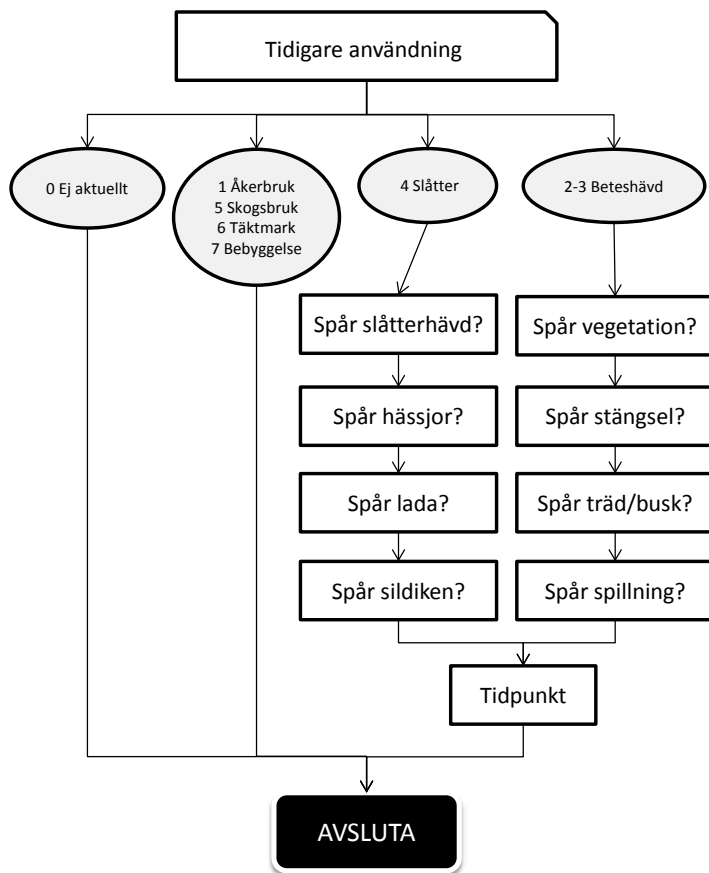 Tidigare användning
0 Ej aktuellt
1 Åkerbruk
5 Skogsbruk
6 Täktmark
7 Bebyggelse
4 Slåtter
2-3 Beteshävd
Spår slåtterhävd?
Spår vegetation?
Spår hässjor?
Spår stängsel?
Spår lada?
Spår träd/busk?
Spår sildiken?
Spår spillning?
Tidpunkt
AVSLUTA